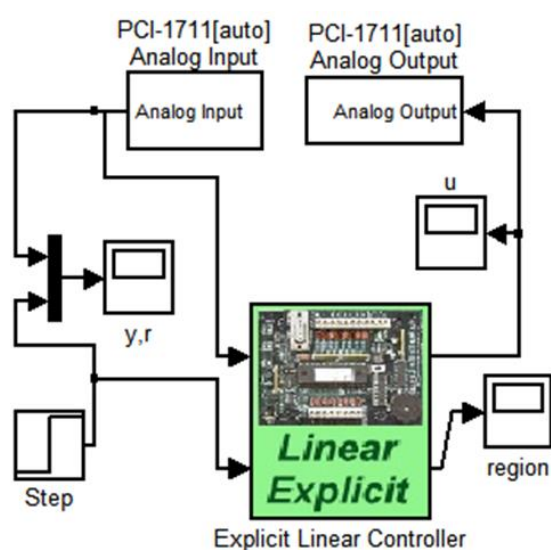 PCI-1711[auto]
Analog Input
PCI-1711[auto]
Analog Output
Analog Input
Analog Output
u
y,r
Linear
Explicit
Step
region
Explicit Linear Controller